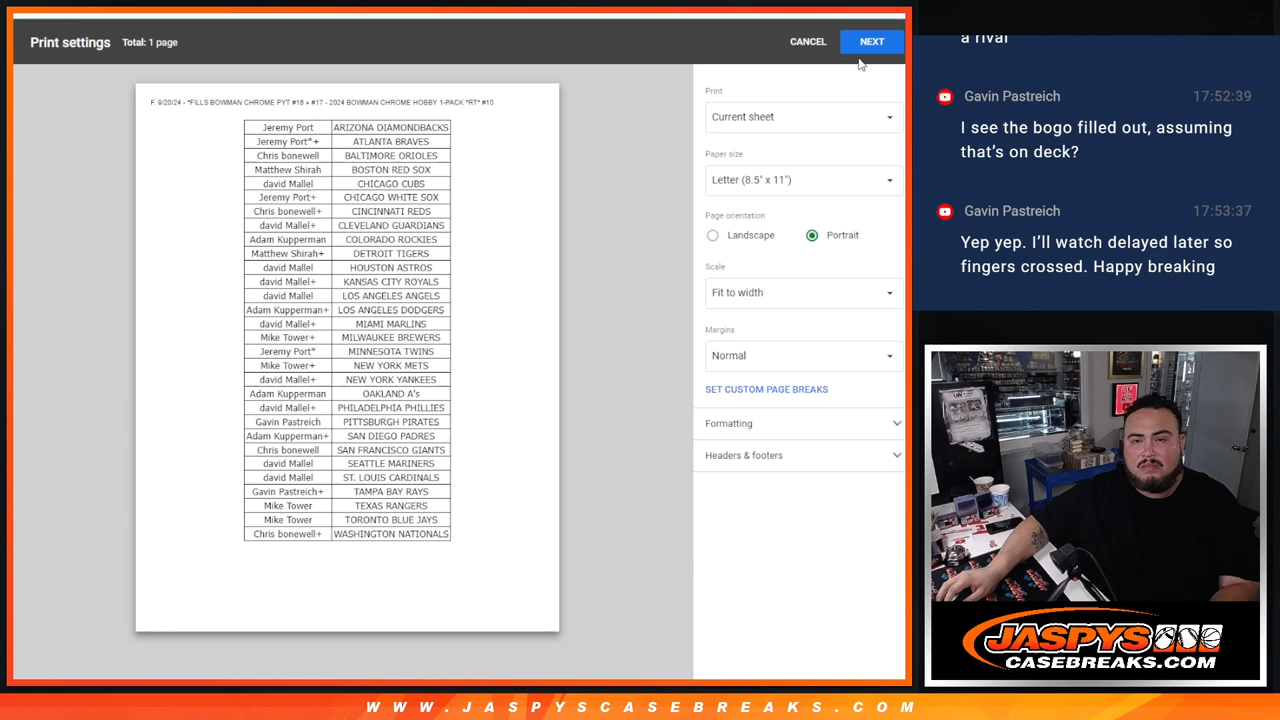 Print settings
Total: 1 page
CANCEL
NEXT
F. 9/20/24 - *FILLS BOWMAN CHROME PYT #16 + #17 - 2024 BOWMAN CHROME HOBBY 1-PACK *RT* #10
Jeremy Port ARIZONA DIAMONDBACKS
Jeremy Port*+ ATLANTA BRAVES
Chris bonewell BALTIMORE ORIOLES
Matthew Shirah BOSTON RED SOX
david Mallel CHICAGO CUBS
Jeremy Port+ CHICAGO WHITE SOX
Chris bonewell+ CINCINNATI REDS
david Mallel+ CLEVELAND GUARDIANS
Adam Kupperman COLORADO ROCKIES
Matthew Shirah+ DETROIT TIGERS
david Mallel HOUSTON ASTROS
david Mallel+ KANSAS CITY ROYALS
david Mallel LOS ANGELES ANGELS
Adam Kupperman+ LOS ANGELES DODGERS
david Mallel+ MIAMI MARLINS
Mike Tower+ MILWAUKEE BREWERS
Jeremy Port* MINNESOTA TWINS
Mike Tower+ NEW YORK METS
david Mallel+ NEW YORK YANKEES
Adam Kupperman OAKLAND A's
david Mallel+ PHILADELPHIA PHILLIES
Gavin Pastreich PITTSBURGH PIRATES
Adam Kupperman+ SAN DIEGO PADRES
Chris bonewell SAN FRANCISCO GIANTS
david Mallel SEATTLE MARINERS
david Mallel ST. LOUIS CARDINALS
Gavin Pastreich+ TAMPA BAY RAYS
Mike Tower TEXAS RANGERS
Mike Tower TORONTO BLUE JAYS
Chris bonewell+ WASHINGTON NATIONALS
Print
Current sheet
Paper size
Letter (8.5" x 11")
Page orientation
Landscape
Portrait
Scale
Fit to width
Margins
Normal
SET CUSTOM PAGE BREAKS
Formatting
Headers & footers
a rival
Gavin Pastreich 17:52:39
I see the bogo filled out, assuming
that's on deck?
Gavin Pastreich 17:53:37
Yep yep. I'll watch delayed later so
fingers crossed. Happy breaking
ON
AIR
JASPYS
CASEBREAKS.COM
WWW.JASPYSCASEBREAKS.COM